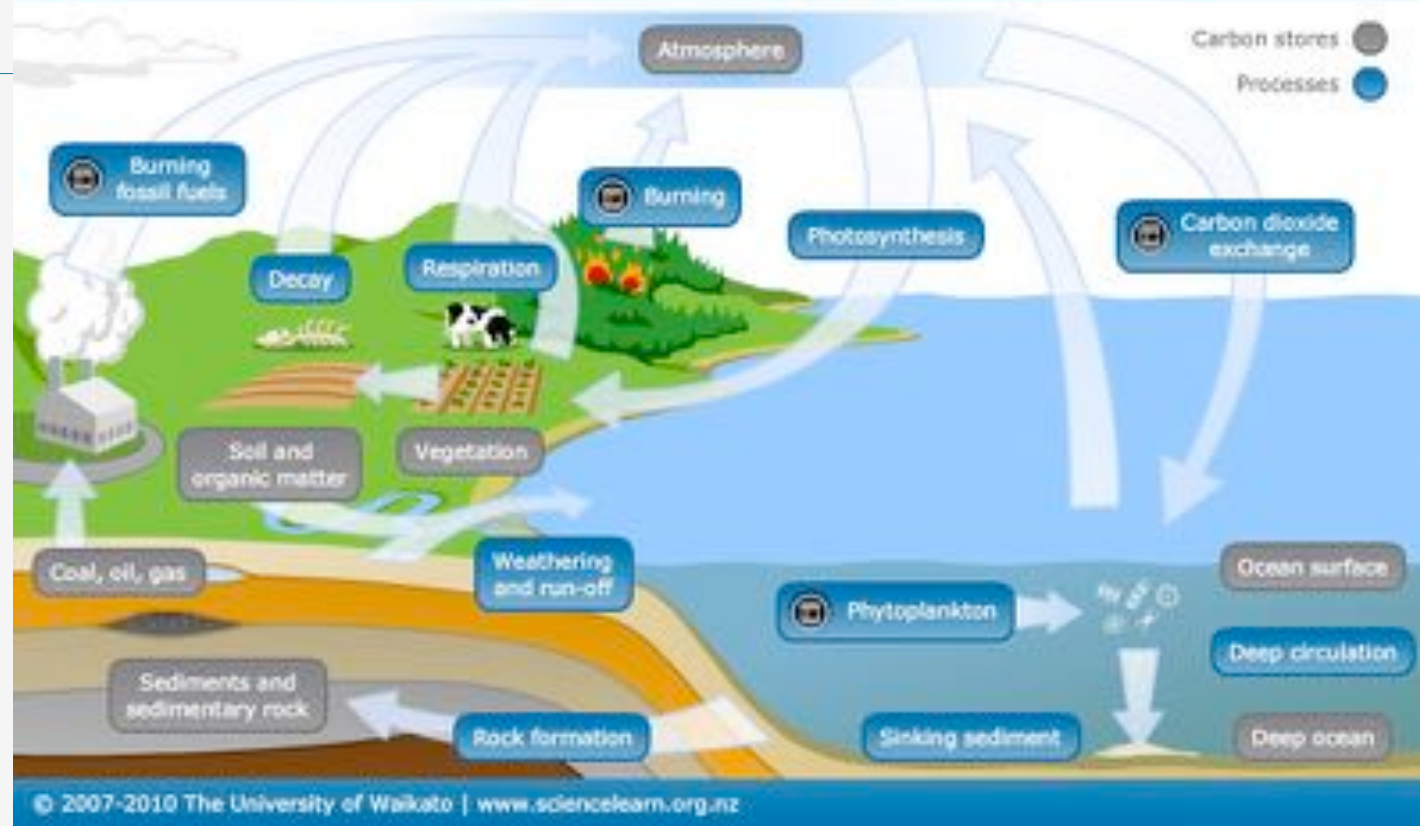 Atmosphere
Carbon stores
Processes
Burning
fossil fuels
Burning
Photosynthesis
Carbon dioxide
exchange
Decay
Respiration
Soil and
organic matter
Vegetation
Coal, oil, gas
Weathering
and run-off
Ocean surface
Phytoplankton
Deep circulation
Sediments and
sedimentary rock
Rock formation
Sinking sediment
Deep ocean
© 2007-2010 The University of Waikato | www.sciencelearn.org.nz